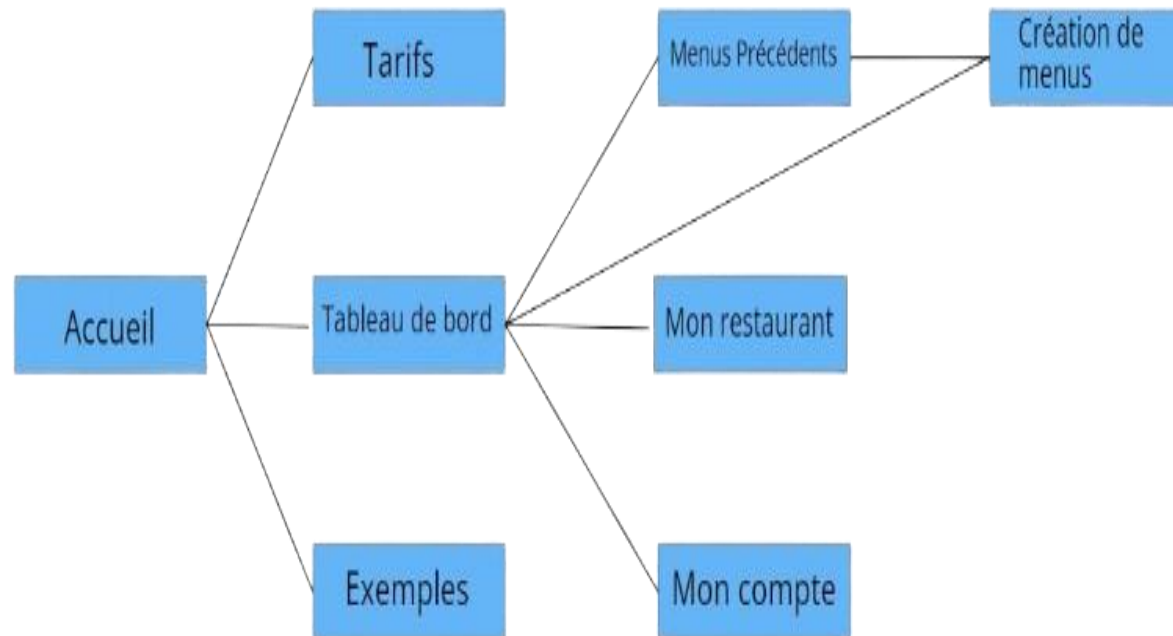 Tarifs
Menus Précédents
Création de
menus
Accueil
Tableau de bord
Mon restaurant
Exemples
Mon compte